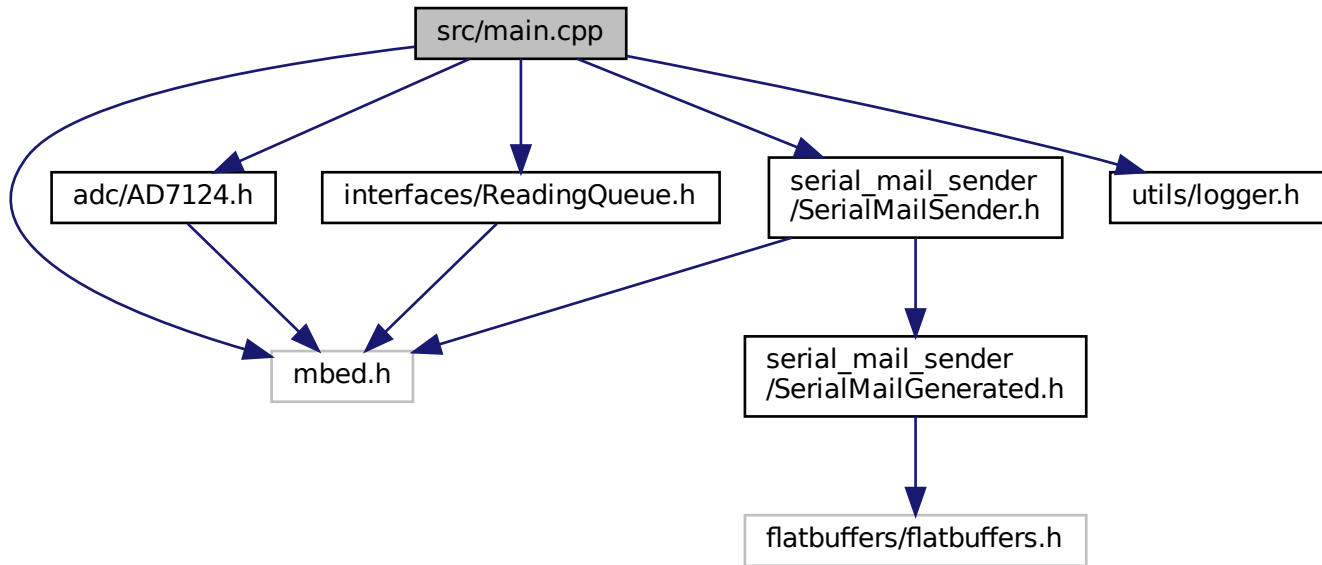 src/main.cpp
adc/AD7124.h
interfaces/ReadingQueue.h
serial_mail_sender
/SerialMailSender.h
utils/logger.h
mbed.h
serial_mail_sender
/SerialMailGenerated.h
flatbuffers/flatbuffers.h